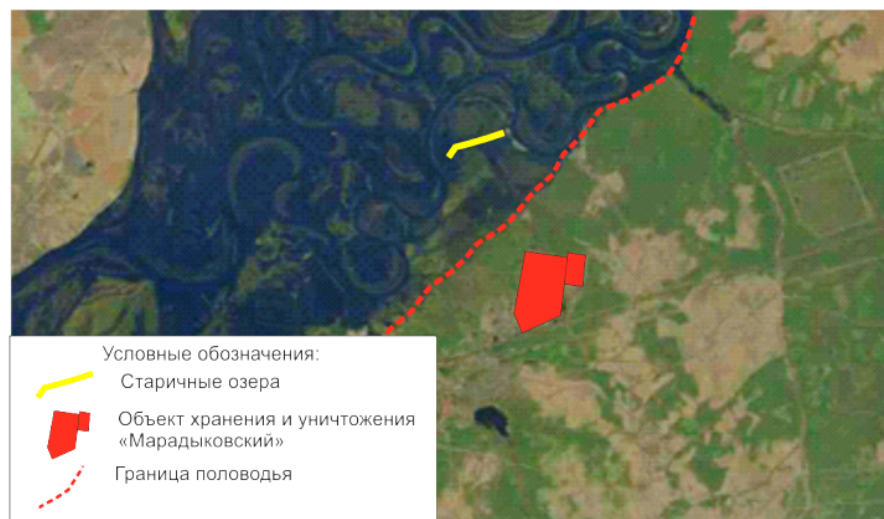 Условные обозначения:
Старичные озера
Объект хранения и уничтожения
«Марадыковский»
Граница половодья